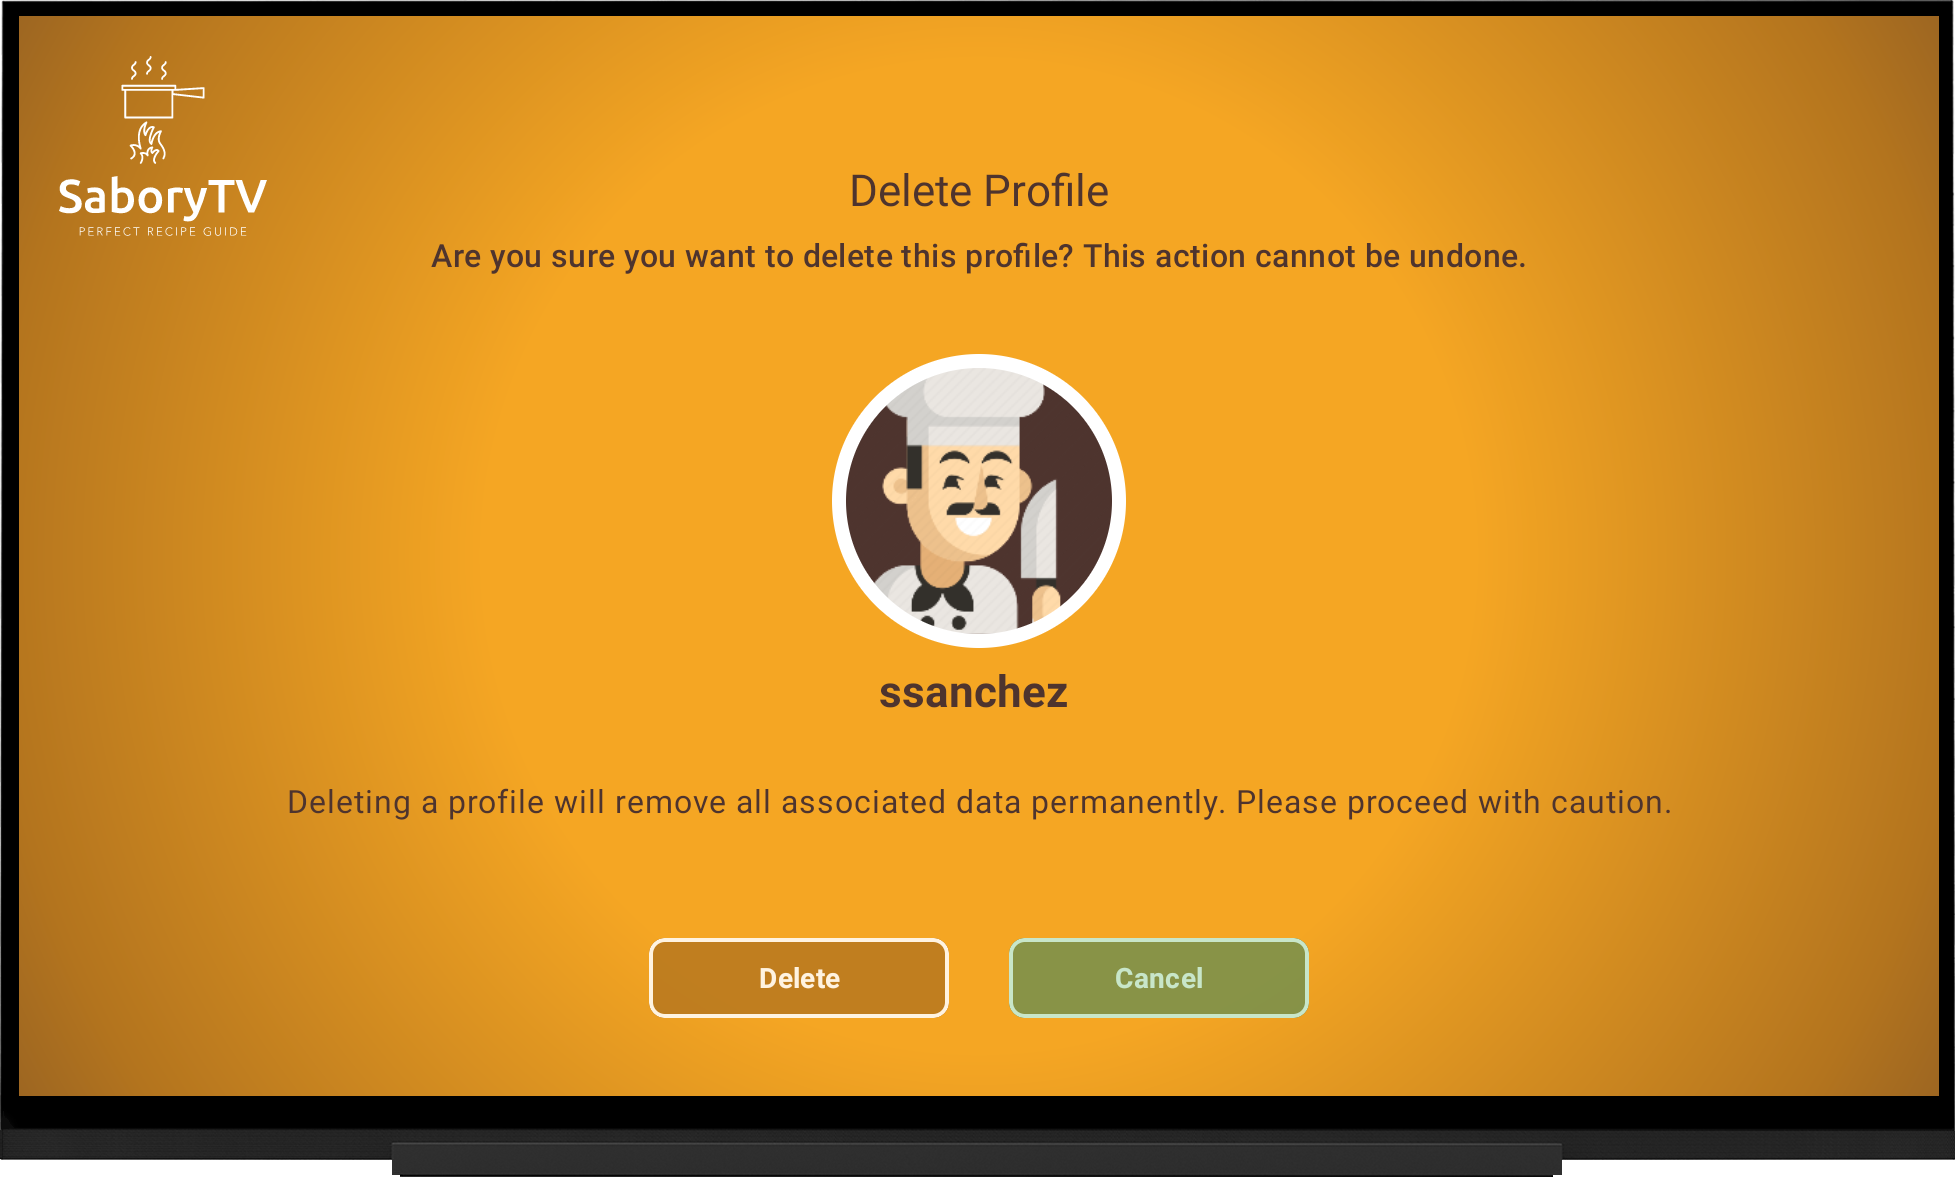 SaboryTV
PERFECT RECIPE GUIDE
Delete Profile
Are you sure you want to delete this profile? This action cannot be undone.
ssanchez
Deleting a profile will remove all associated data permanently. Please proceed with caution.
Delete
Cancel